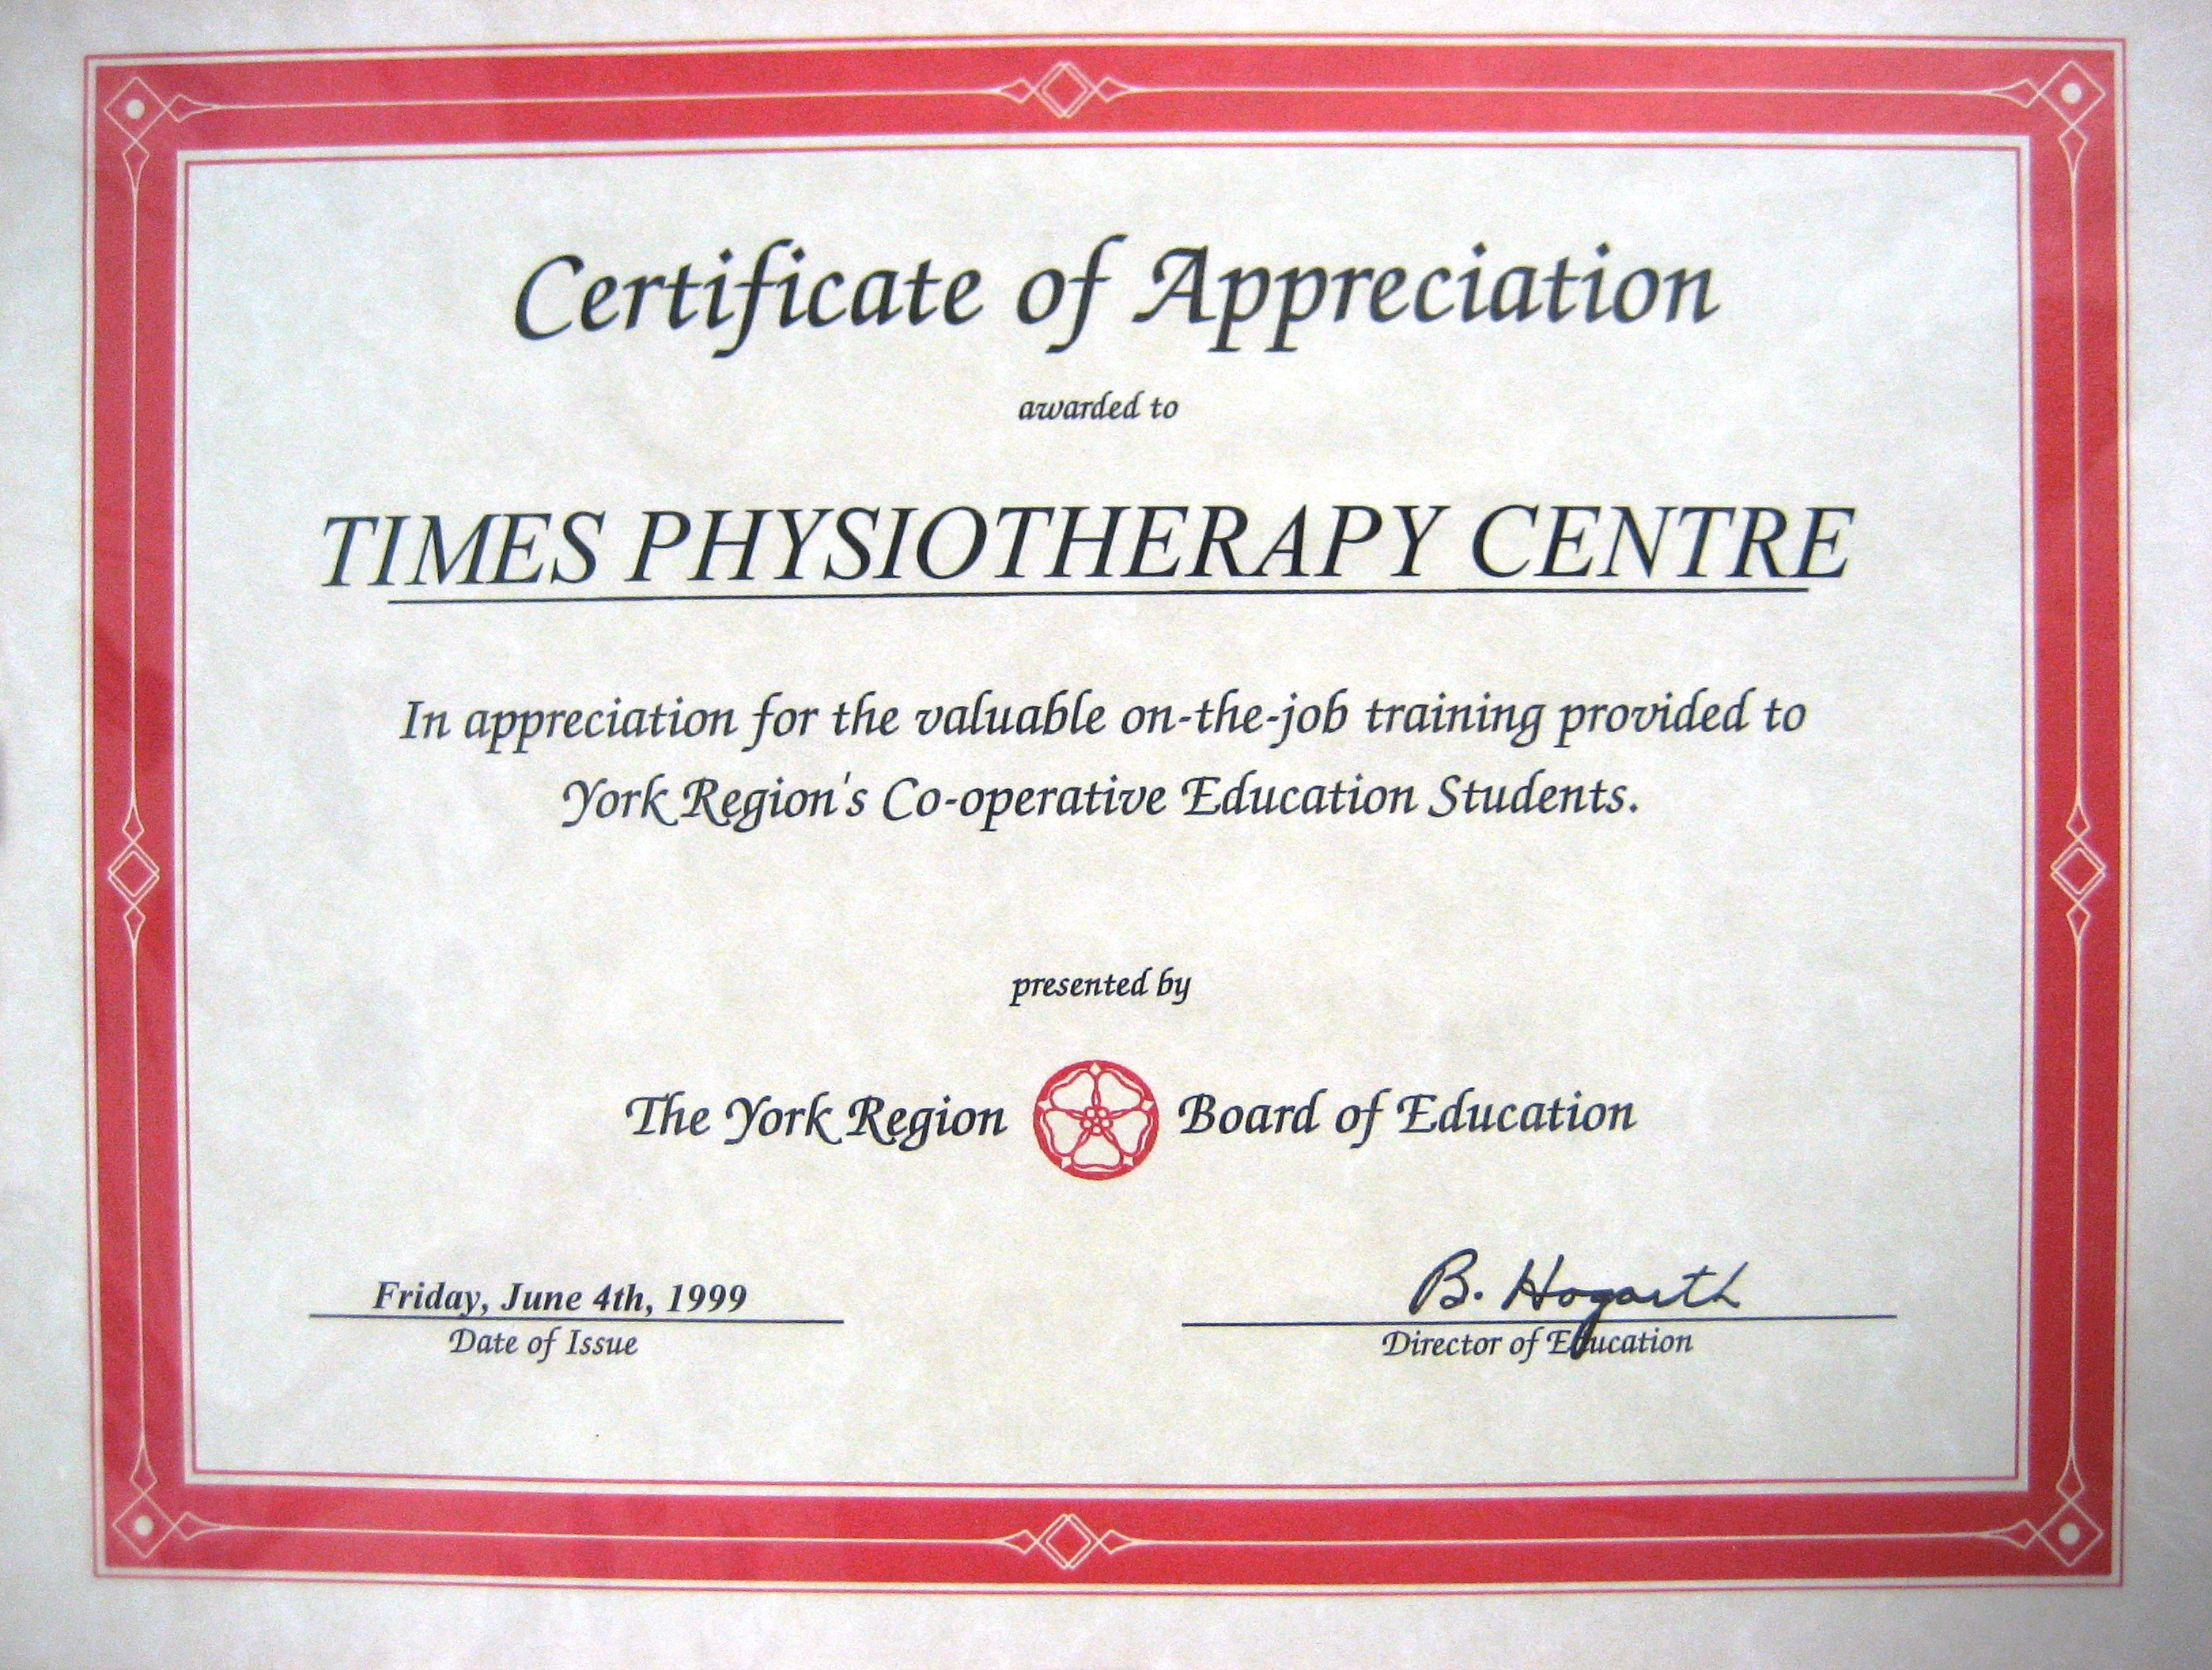 Certificate of Appreciation
awarded to
TIMES PHYSIOTHERAPY CENTRE
In appreciation for the valuable on-the-job training provided to
York Region's Co-operative Education Students.
presented by
The York Region Board of Education
Friday, June 4th, 1999
Date of Issue
B. Hogarth
Director of Education